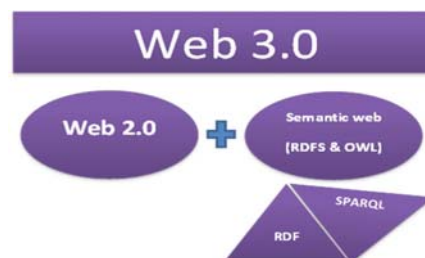 Web 3.0
Web 2.0
Semantic web
(RDFS & OWL)
SPARQL
RDF